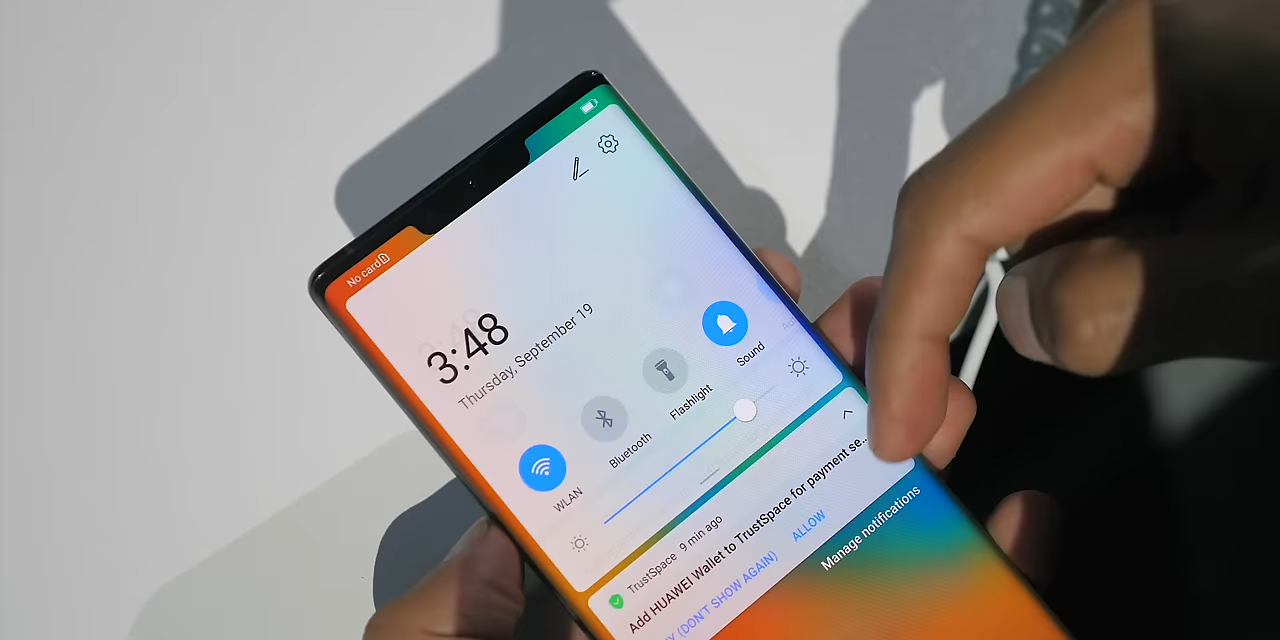 No card
3:48
Thursday, September 19
WLAN
Bluetooth
Flashlight
Sound
TrustSpace 9 min ago
Add HUAWEI Wallet to TrustSpace for payment se...
(DON'T SHOW AGAIN)
ALLOW
Manage notifications